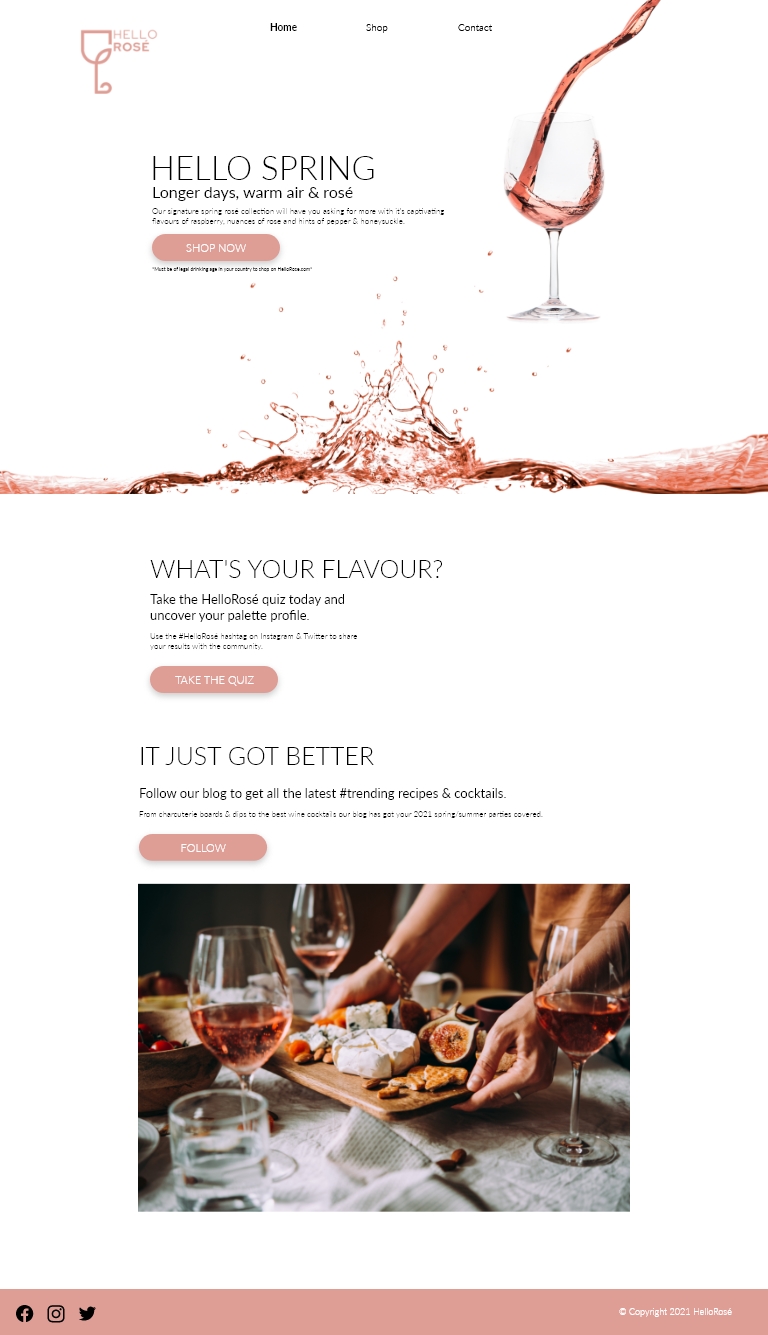 HELLO
ROSÉ
Home
Shop
Contact
HELLO SPRING
Longer days, warm air & rosé
Our signature spring rosé collection will have you asking for more with it's captivating
flavours of raspberry, nuances of rose and hints of pepper & honeysuckle.
SHOP NOW
*Must be of legal drinking age in your country to shop on HelloRose.com*
WHAT'S YOUR FLAVOUR?
Take the HelloRosé quiz today and
uncover your palette profile.
Use the #HelloRosé hashtag on Instagram & Twitter to share
your results with the community.
TAKE THE QUIZ
IT JUST GOT BETTER
Follow our blog to get all the latest #trending recipes & cocktails.
From charcuterie boards & dips to the best wine cocktails our blog has got your 2021 spring/summer parties covered.
FOLLOW
© Copyright 2021 HelloRosé